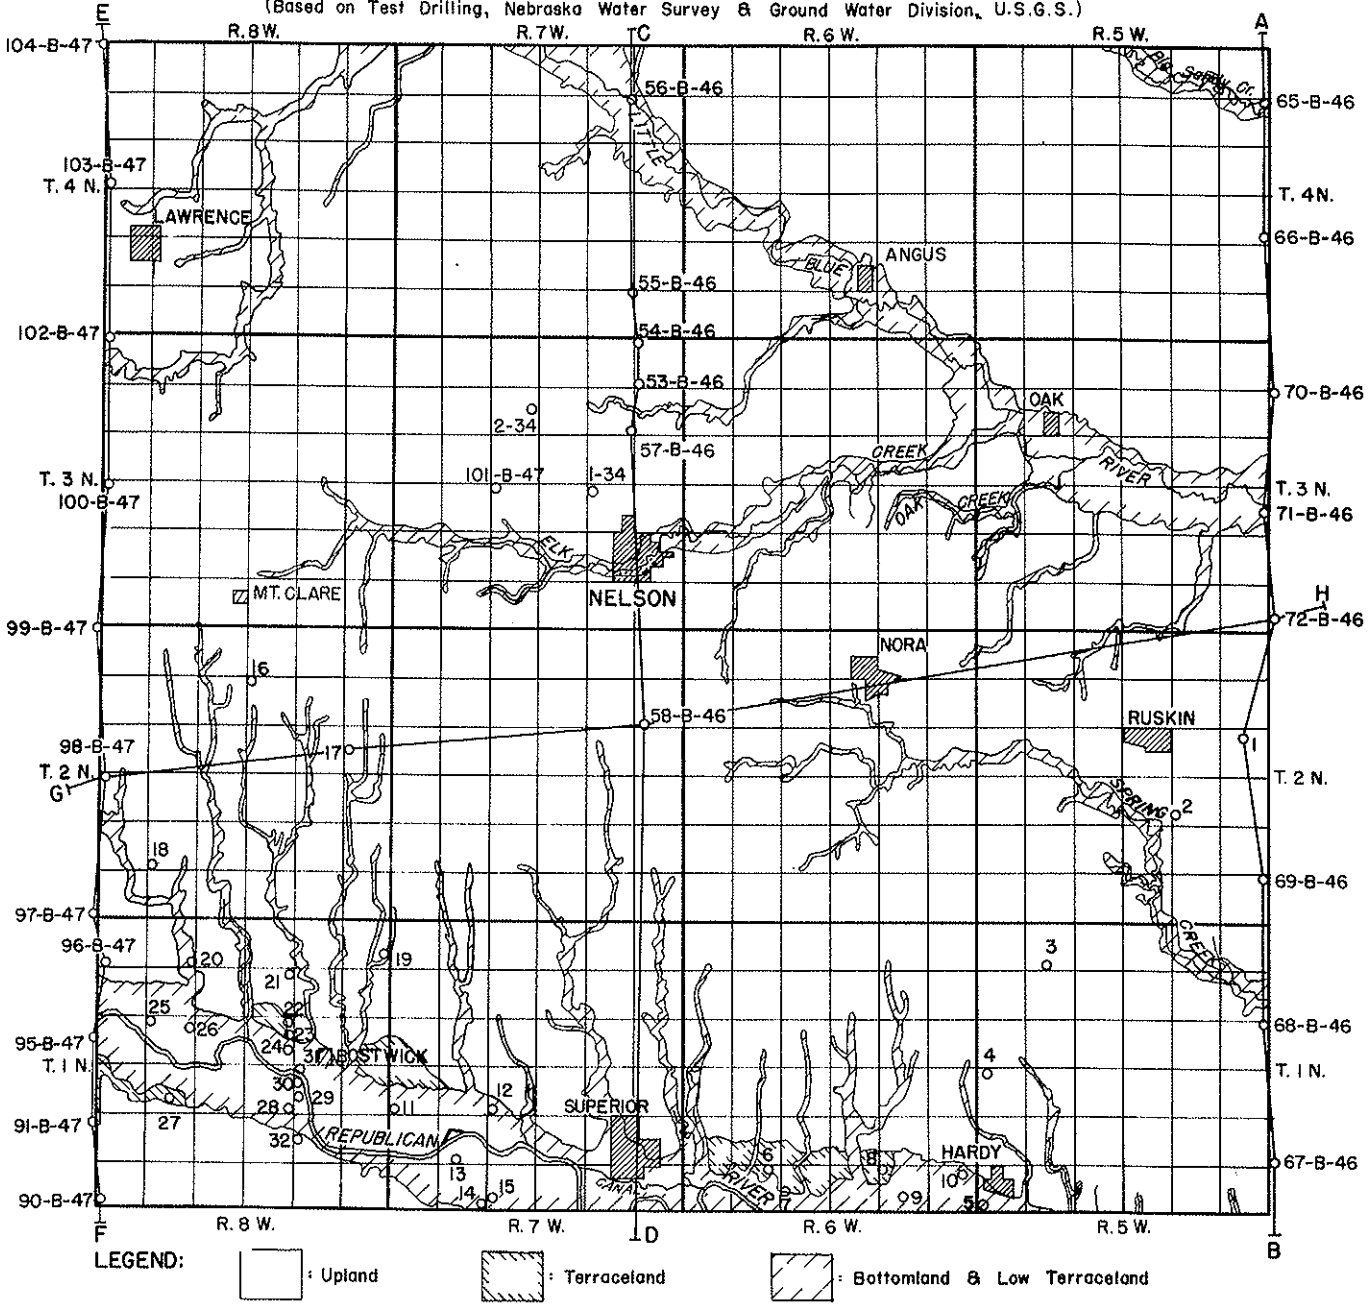 (Based on Test Drilling, Nebraska Water Survey & Ground Water Division, U.S.G.S.)
E
R. 8 W.
R. 7 W.
C
R. 6 W.
R. 5 W.
A
104-B-47
Big Sandy Cr.
56-B-46
65-B-46
LITTLE
103-B-47
T. 4 N.
T. 4 N.
LAWRENCE
66-B-46
ANGUS
BLUE
55-B-46
102-B-47
54-B-46
53-B-46
70-B-46
OAK
2-34
57-B-46
CREEK
RIVER
101-B-47
1-34
T. 3 N.
T. 3 N.
100-B-47
OAK
CREEK
71-B-46
ELK
MT. CLARE
NELSON
H
99-B-47
72-B-46
NORA
16
58-B-46
RUSKIN
98-B-47
17
1
T. 2 N.
T. 2 N.
G
SPRING
2
18
69-B-46
97-B-47
96-B-47
CREEK
3
20
19
21
25
26
22
23
68-B-46
95-B-47
24
6
31
BOSTWICK
4
T. 1 N.
T. 1 N.
30
29
27
28
11
12
SUPERIOR
91-B-47
32
REPUBLICAN
HARDY
13
6
8
67-B-46
RIVER
10
90-B-47
14
15
CANAL
7
9
5
F
R. 8 W.
R. 7 W.
D
R. 6 W.
R. 5 W.
B
LEGEND:
: Upland
: Terraceland
: Bottomland & Low Terraceland